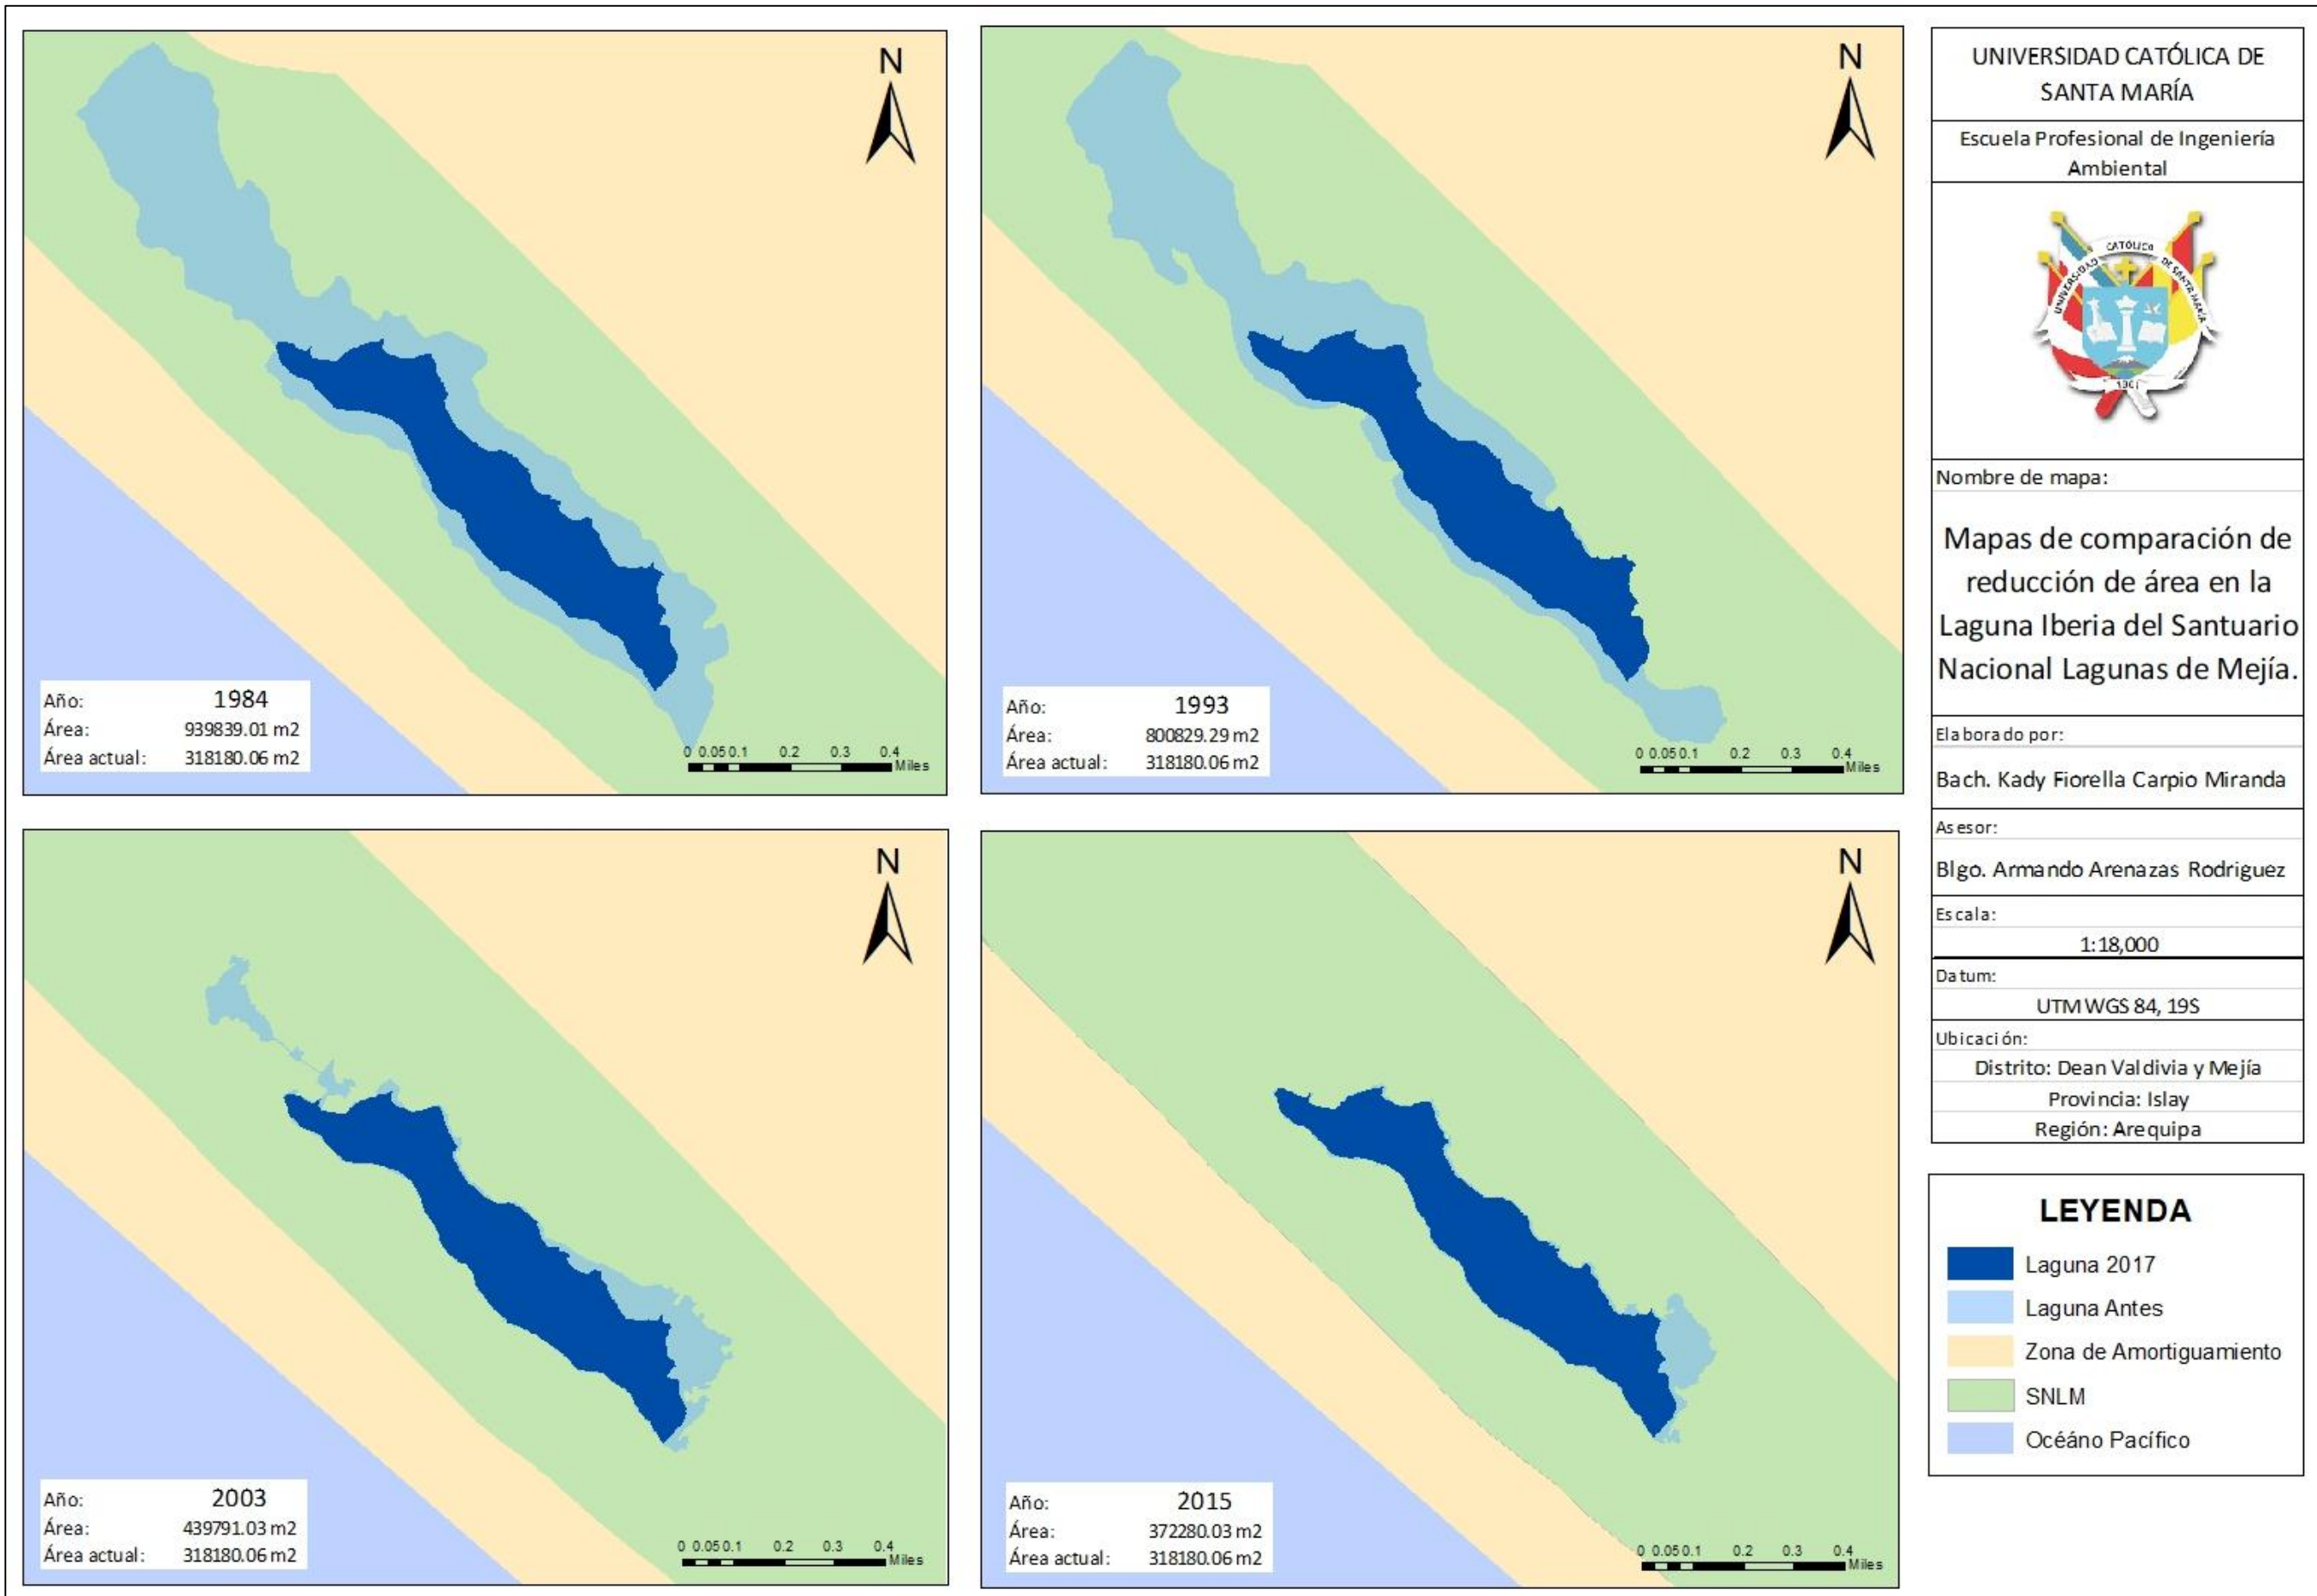 N
Año: 1984
Área: 939839.01 m2
Área actual: 318180.06 m2
0 0.05 0.1 0.2 0.3 0.4
Miles
N
Año: 1993
Área: 800829.29 m2
Área actual: 318180.06 m2
0 0.05 0.1 0.2 0.3 0.4
Miles
N
Año: 2003
Área: 439791.03 m2
Área actual: 318180.06 m2
0 0.05 0.1 0.2 0.3 0.4
Miles
N
Año: 2015
Área: 372280.03 m2
Área actual: 318180.06 m2
0 0.05 0.1 0.2 0.3 0.4
Miles
UNIVERSIDAD CATÓLICA DE
SANTA MARÍA
Escuela Profesional de Ingeniería
Ambiental
UNIVERSIDAD CATÓLICA DE SANTA MARÍA
Nombre de mapa:
Mapas de comparación de
reducción de área en la
Laguna Iberia del Santuario
Nacional Lagunas de Mejía.
Elaborado por:
Bach. Kady Fiorella Carpio Miranda
Asesor:
Blgo. Armando Arenazas Rodriguez
Escala:
1:18,000
Datum:
UTM WGS 84, 19S
Ubicación:
Distrito: Dean Valdivia y Mejía
Provincia: Islay
Región: Arequipa
LEYENDA
Laguna 2017
Laguna Antes
Zona de Amortiguamiento
SNLM
Océáno Pacífico